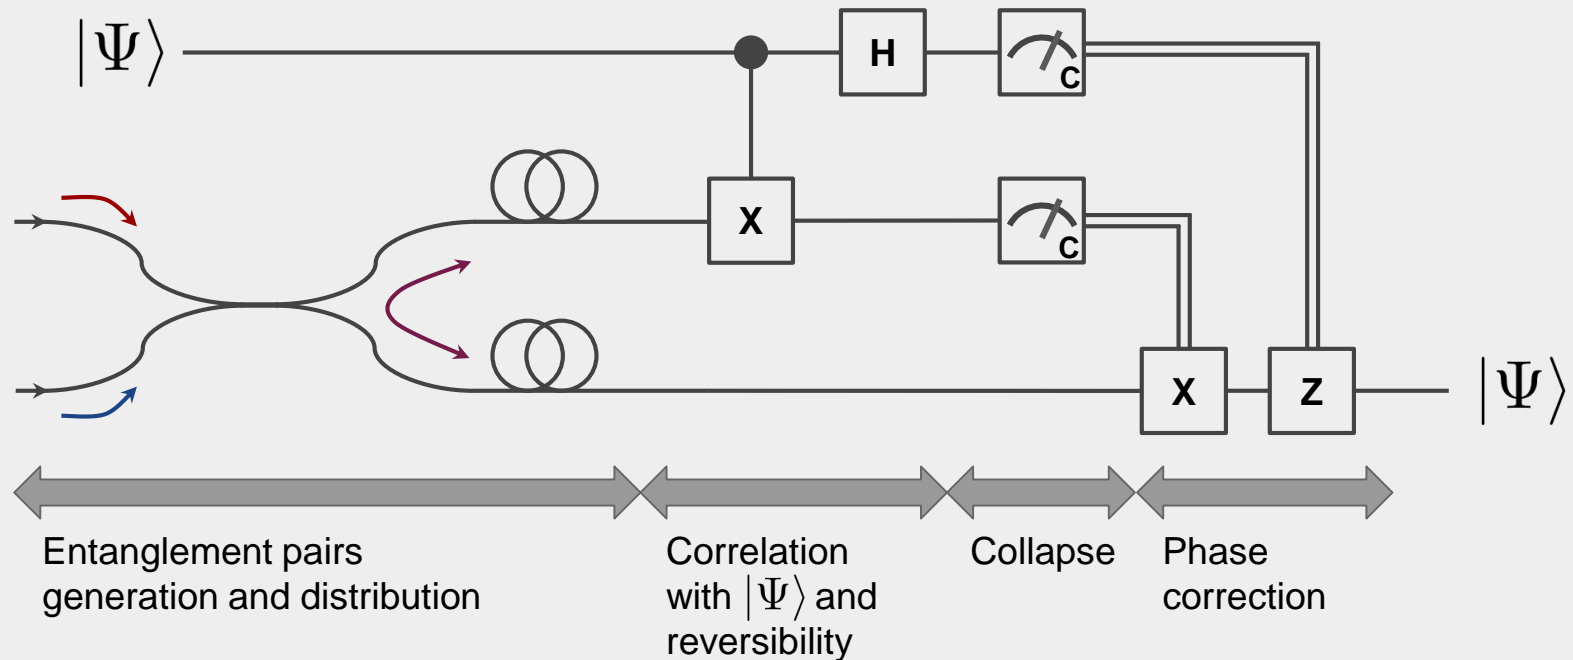 |Ψ⟩
H
C
X
C
X
Z
|Ψ⟩
Entanglement pairs
generation and distribution
Correlation
with |Ψ⟩ and
reversibility
Collapse
Phase
correction